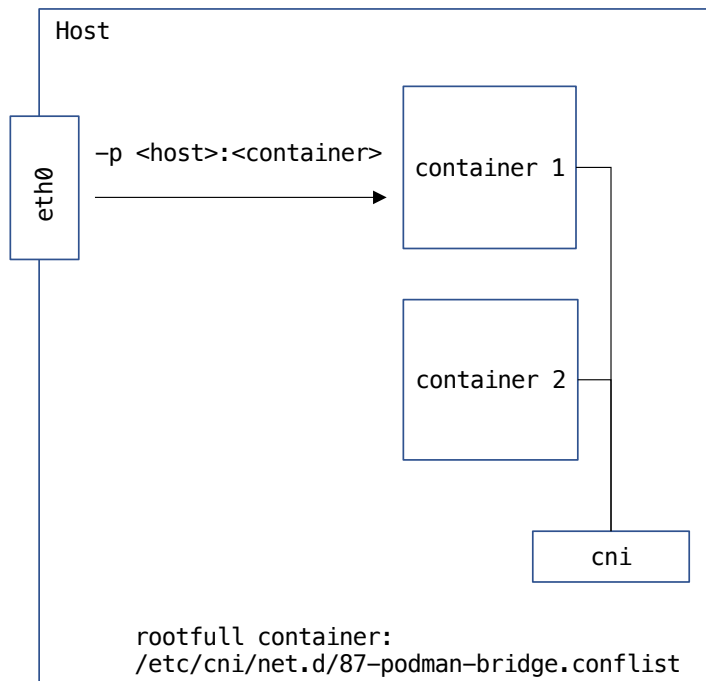 Host
eth0
-p <host>:<container>
container 1
container 2
cni
rootfull container:
/etc/cni/net.d/87-podman-bridge.conflist